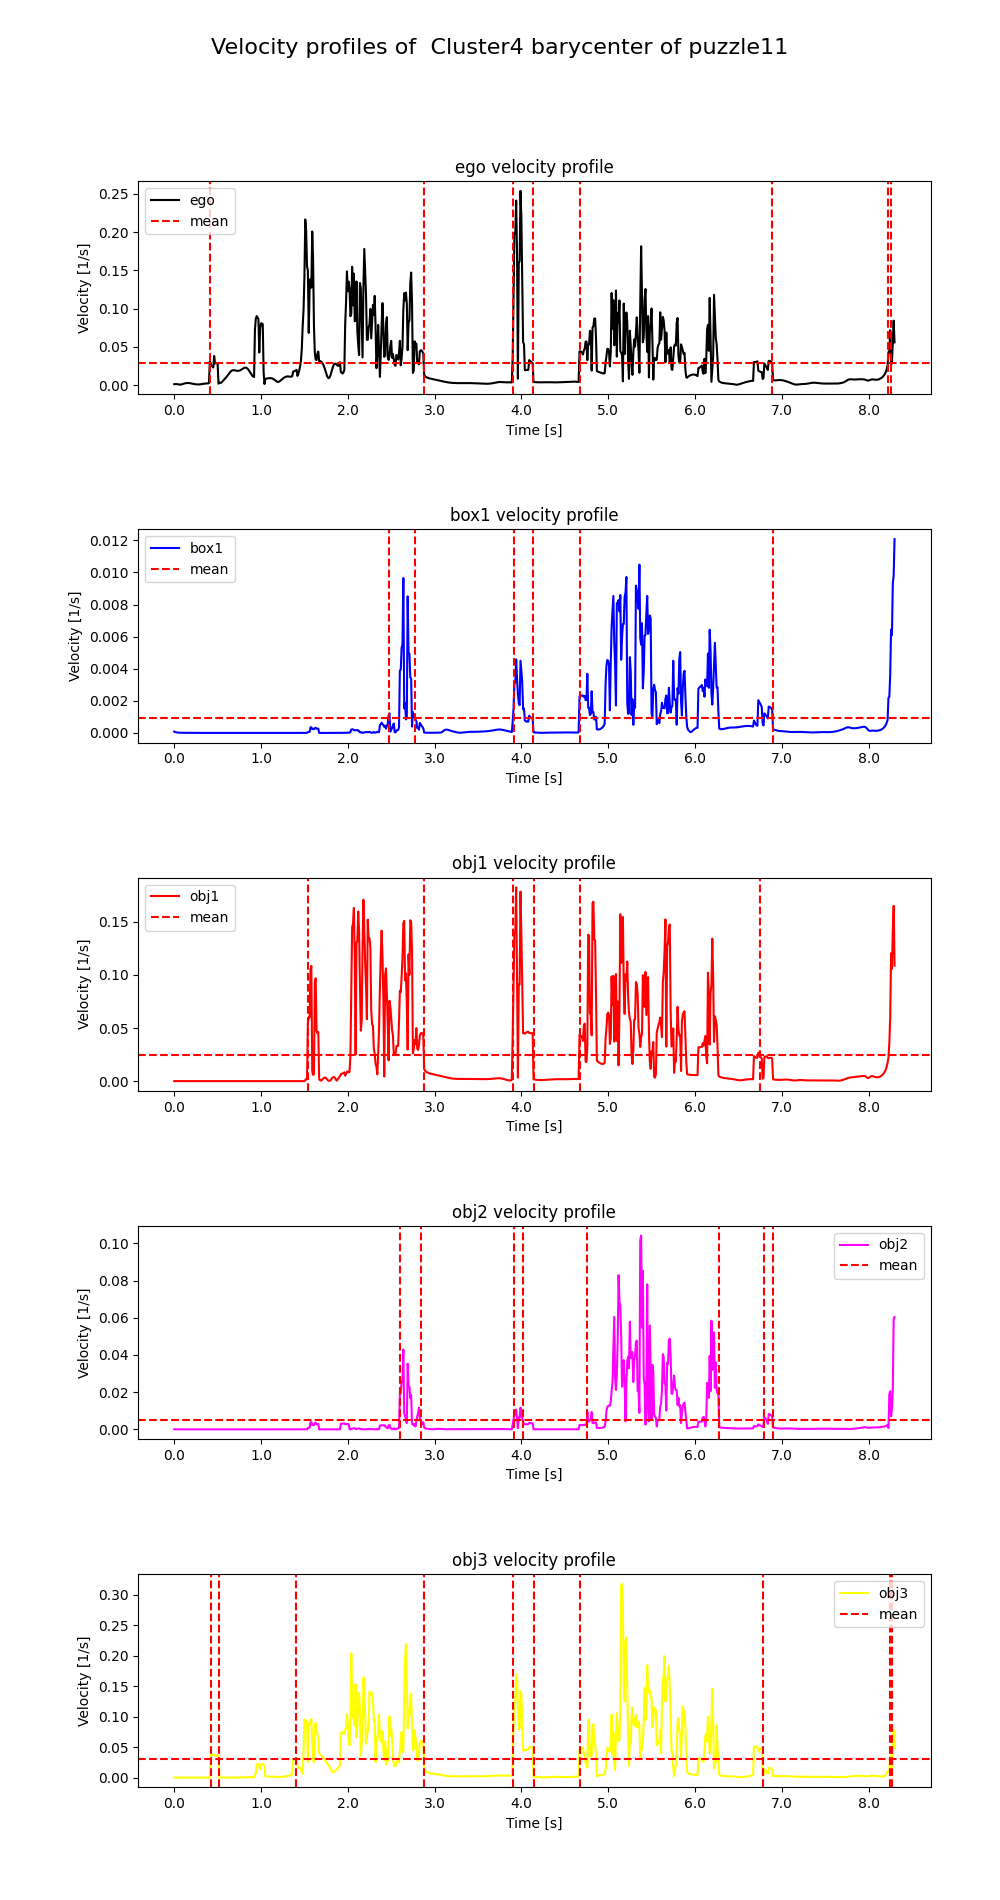 Velocity profiles of  Cluster4 barycenter of puzzle11
ego velocity profile
Velocity [1/s]
0.25
0.20
0.15
0.10
0.05
0.00
ego
mean
0.0 1.0 2.0 3.0 4.0 5.0 6.0 7.0 8.0
Time [s]
box1 velocity profile
Velocity [1/s]
0.012
0.010
0.008
0.006
0.004
0.002
0.000
box1
mean
0.0 1.0 2.0 3.0 4.0 5.0 6.0 7.0 8.0
Time [s]
obj1 velocity profile
Velocity [1/s]
0.15
0.10
0.05
0.00
obj1
mean
0.0 1.0 2.0 3.0 4.0 5.0 6.0 7.0 8.0
Time [s]
obj2 velocity profile
Velocity [1/s]
0.10
0.08
0.06
0.04
0.02
0.00
obj2
mean
0.0 1.0 2.0 3.0 4.0 5.0 6.0 7.0 8.0
Time [s]
obj3 velocity profile
Velocity [1/s]
0.30
0.25
0.20
0.15
0.10
0.05
0.00
obj3
mean
0.0 1.0 2.0 3.0 4.0 5.0 6.0 7.0 8.0
Time [s]